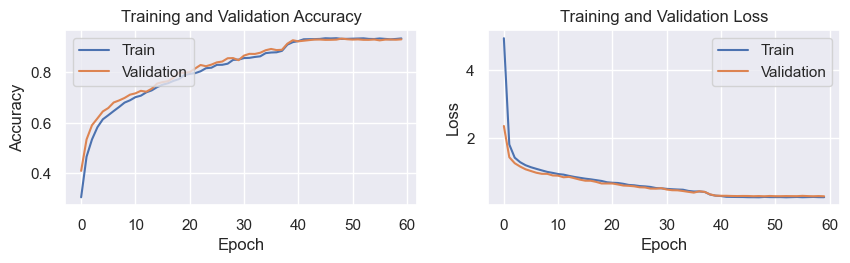 Training and Validation Accuracy
Train
Validation
0.8
0.6
0.4
Accuracy
0 10 20 30 40 50 60
Epoch
Training and Validation Loss
Train
Validation
4
2
Loss
0 10 20 30 40 50 60
Epoch